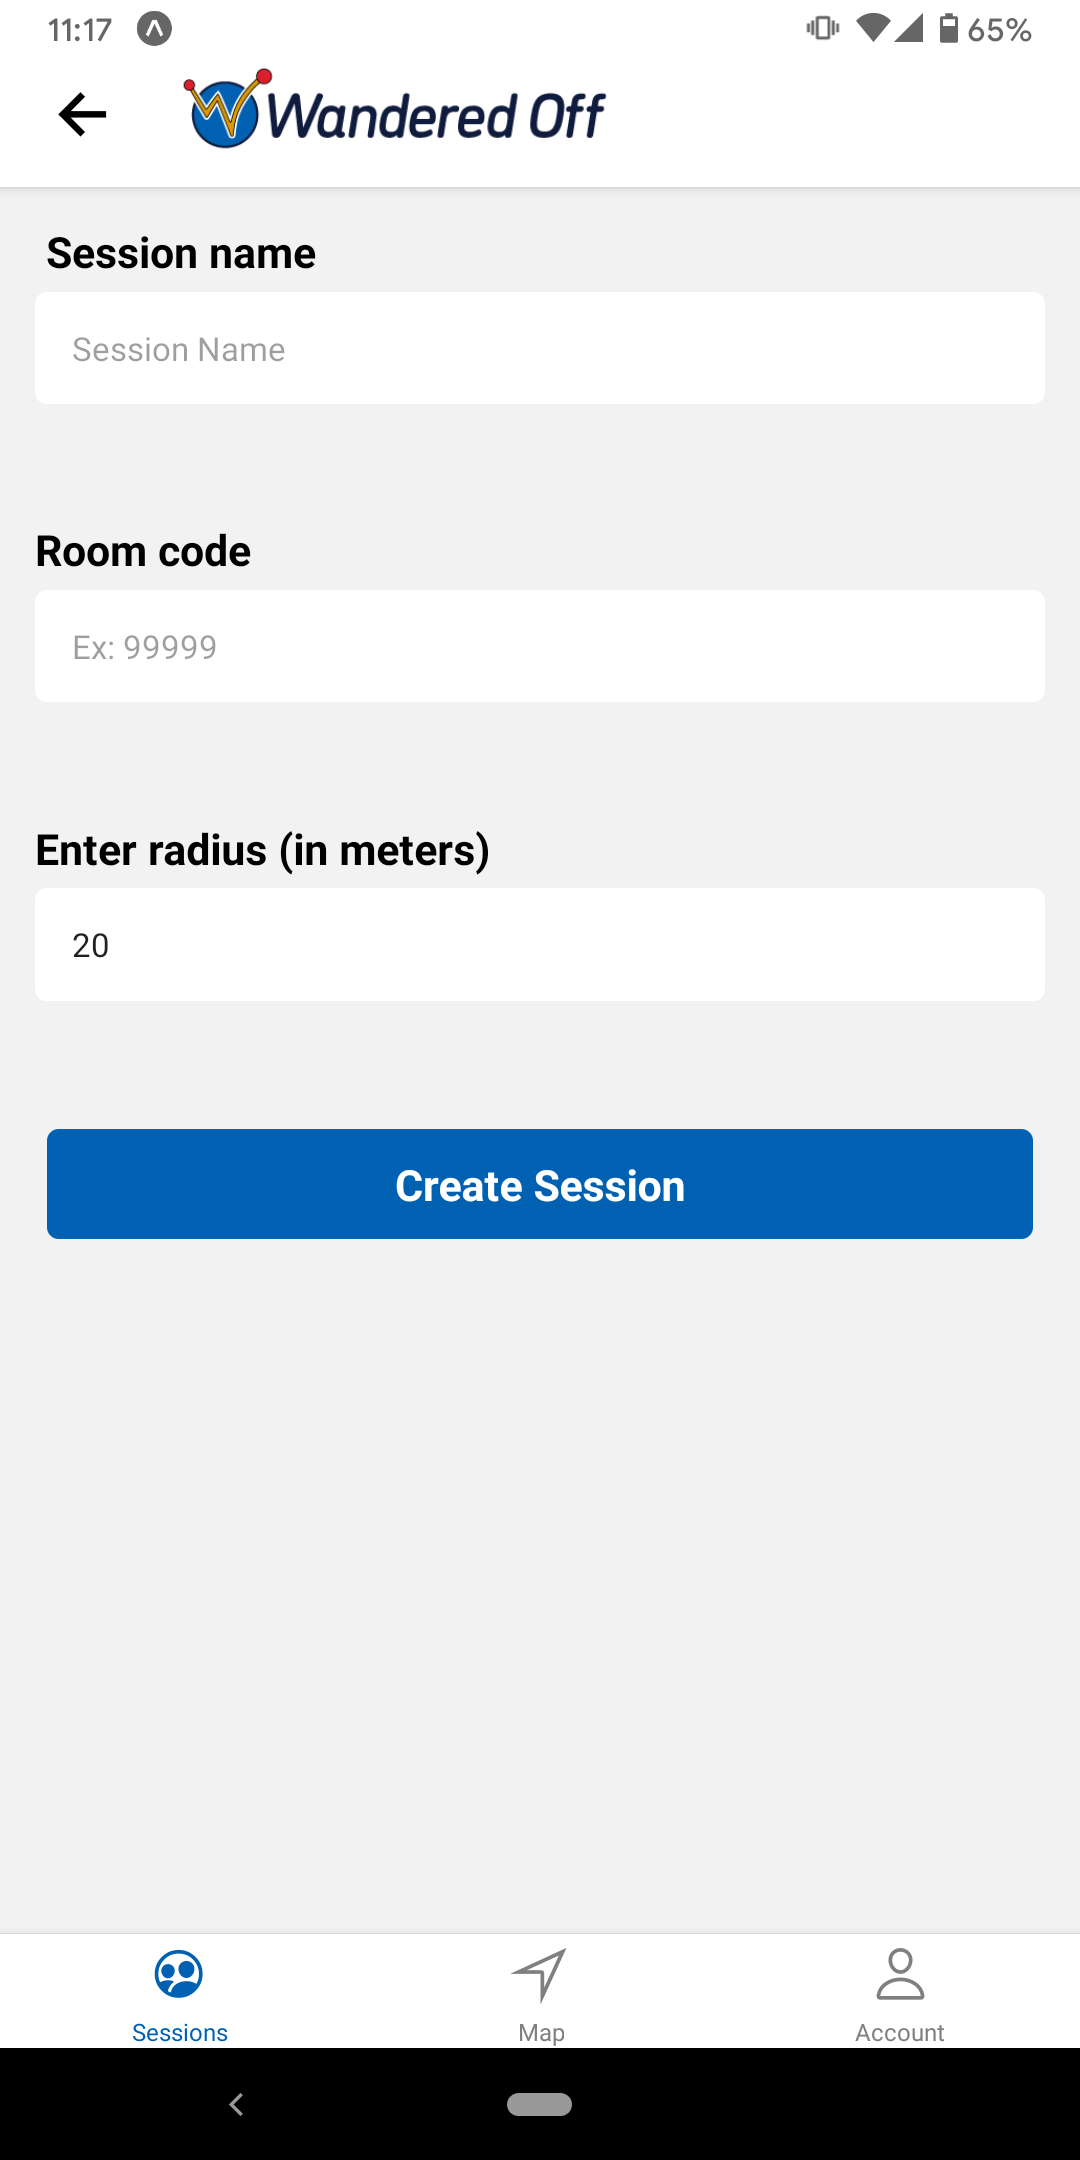 11:17
65%
Wandered Off
Session name
Session Name
Room code
Ex: 99999
Enter radius (in meters)
20
Create Session
Sessions
Map
Account